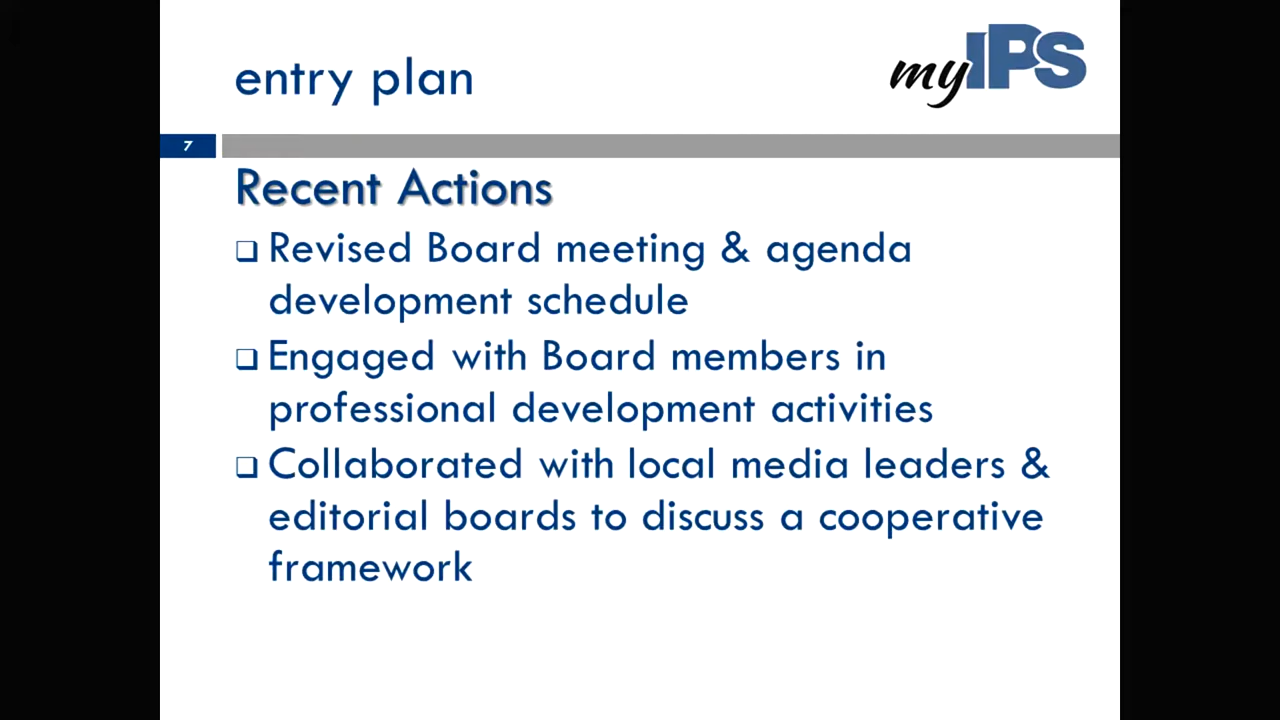 entry plan
myIPS
7
Recent Actions
Revised Board meeting & agenda
development schedule
Engaged with Board members in
professional development activities
Collaborated with local media leaders &
editorial boards to discuss a cooperative
framework